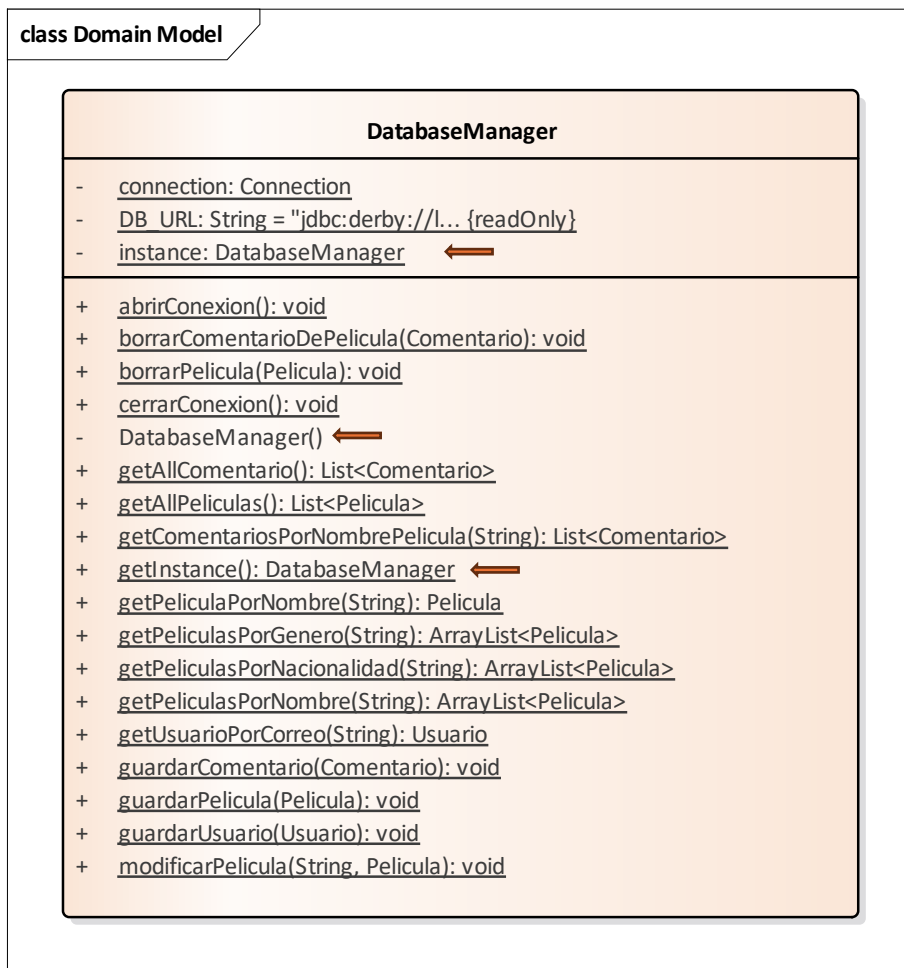 class Domain Model
DatabaseManager
- connection: Connection
- DB_URL: String = "jdbc:derby://l... {readOnly}
- instance: DatabaseManager
+ abrirConexion(): void
+ borrarComentarioDePelicula(Comentario): void
+ borrarPelicula(Pelicula): void
+ cerrarConexion(): void
- DatabaseManager()
+ getAllComentario(): List<Comentario>
+ getAllPeliculas(): List<Pelicula>
+ getComentariosPorNombrePelicula(String): List<Comentario>
+ getInstance(): DatabaseManager
+ getPeliculaPorNombre(String): Pelicula
+ getPeliculasPorGenero(String): ArrayList<Pelicula>
+ getPeliculasPorNacionalidad(String): ArrayList<Pelicula>
+ getPeliculasPorNombre(String): ArrayList<Pelicula>
+ getUsuarioPorCorreo(String): Usuario
+ guardarComentario(Comentario): void
+ guardarPelicula(Pelicula): void
+ guardarUsuario(Usuario): void
+ modificarPelicula(String, Pelicula): void